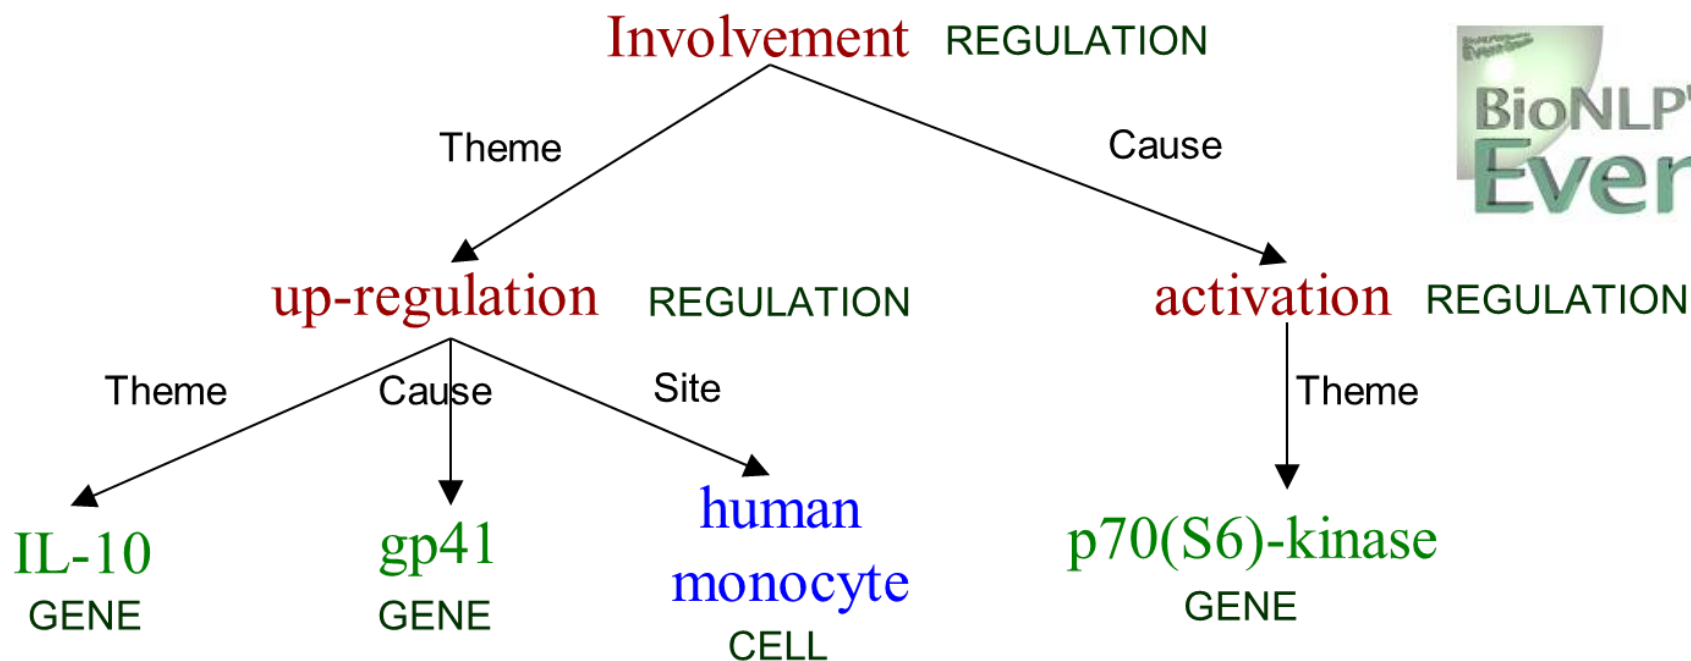 Involvement REGULATION
BioNLP'
Even
Theme
Cause
up-regulation REGULATION
activation REGULATION
Theme
Cause
Site
Theme
IL-10
GENE
gp41
GENE
human
monocyte
CELL
p70(S6)-kinase
GENE